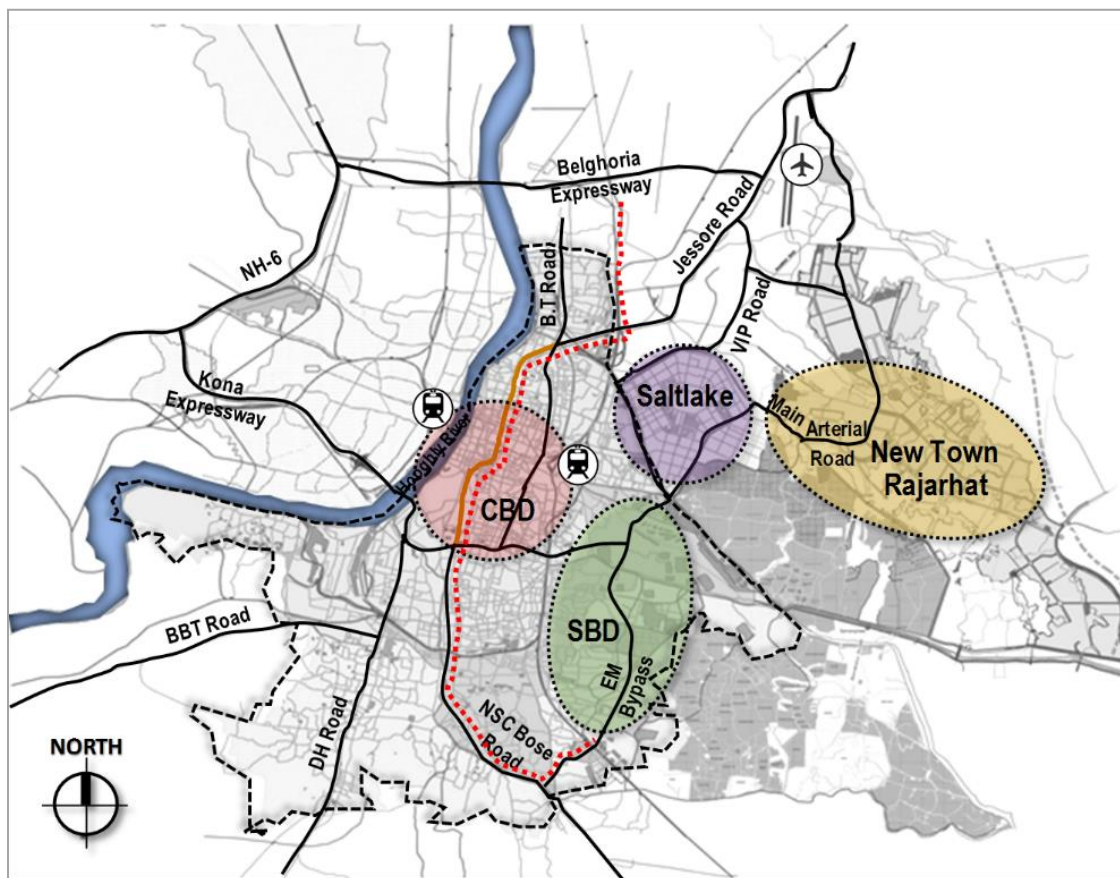 Belghoria
Expressway
Jessore Road
NH-6
B.T Road
VIP Road
Kona
Expressway
Saltlake
Main
Arterial
Road
New Town
Rajarhat
Hooghly River
CBD
SBD
BBT Road
EM
Bypass
NSC Bose
Road
DH Road
NORTH